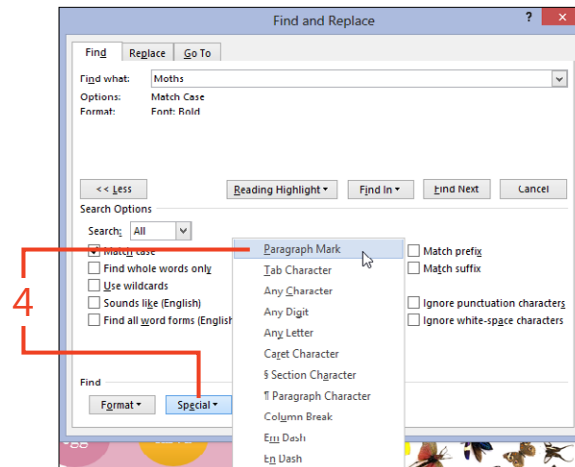 Find and Replace
? ×
Find Replace Go To
Find what: Moths
Options: Match Case
Format: Font: Bold
<< Less Reading Highlight Find In Find Next Cancel
Search Options
Search: All
Match case
Find whole words only
Use wildcards
Sounds like (English)
Find all word forms (English
Paragraph Mark
Tab Character
Any Character
Any Digit
Any Letter
Caret Character
§ Section Character
¶ Paragraph Character
Column Break
Em Dash
En Dash
Match prefix
Match suffix
Ignore punctuation characters
Ignore white-space characters
4
Find
Format Special